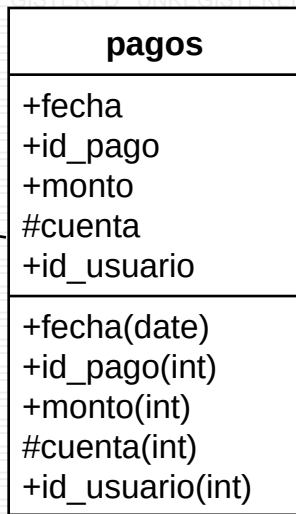 pagos
+fecha
+id_pago
+monto
#cuenta
+id_usuario
+fecha(date)
+id_pago(int)
+monto(int)
#cuenta(int)
+id_usuario(int)